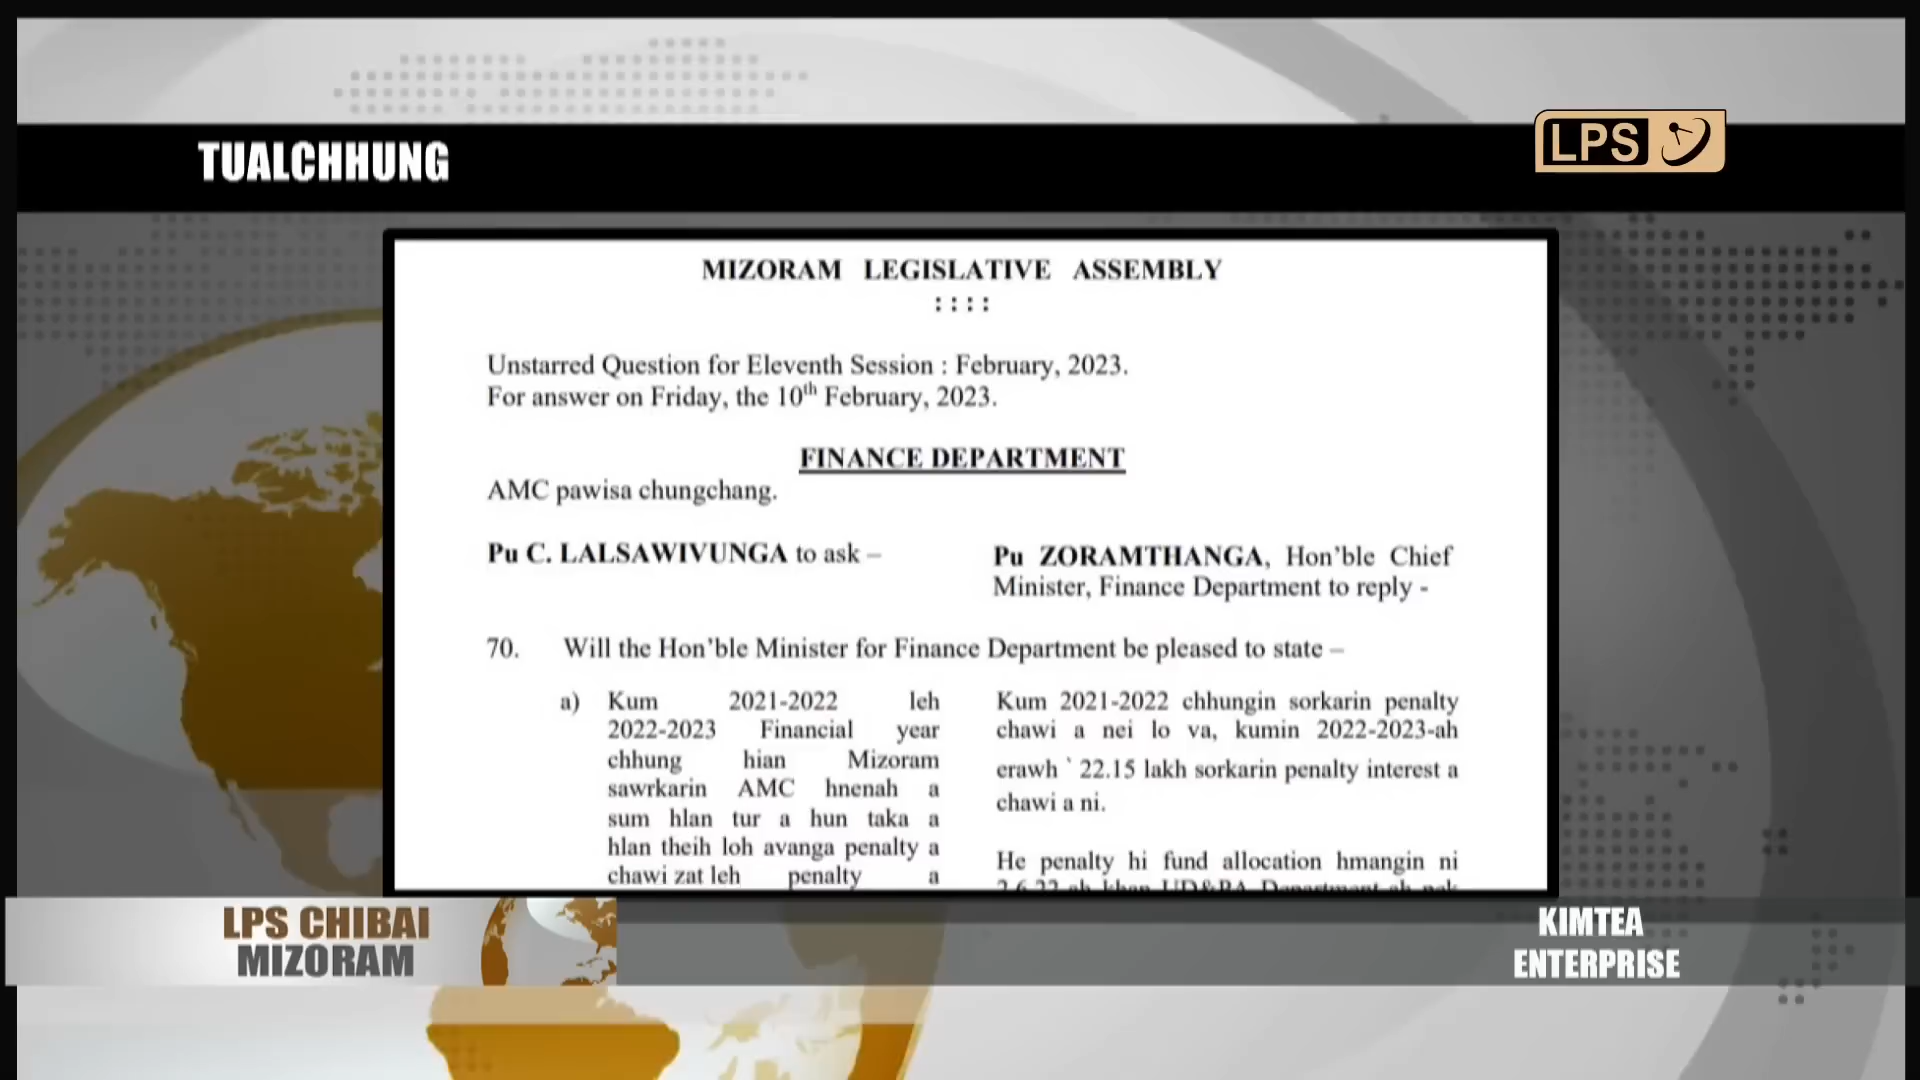 TUALCHHUNG
LPS
MIZORAM LEGISLATIVE ASSEMBLY
::::
Unstarred Question for Eleventh Session : February, 2023.
For answer on Friday, the 10th February, 2023.
FINANCE DEPARTMENT
AMC pawisa chungchang.
Pu C. LALSAWIVUNGA to ask –
Pu ZORAMTHANGA, Hon'ble Chief
Minister, Finance Department to reply -
70. Will the Hon'ble Minister for Finance Department be pleased to state –
a) Kum 2021-2022 leh
2022-2023 Financial year
chhung hian Mizoram
sawrkarin AMC hnenah a
sum hlan tur a hun taka a
hlan theih loh avanga penalty a
chawi zat leh penalty a
Kum 2021-2022 chhungin sorkarin penalty
chawi a nei lo va, kumin 2022-2023-ah
erawh ` 22.15 lakh sorkarin penalty interest a
chawi a ni.
He penalty hi fund allocation hmangin ni
LPS CHIBAI
MIZORAM
KIMTEA
ENTERPRISE